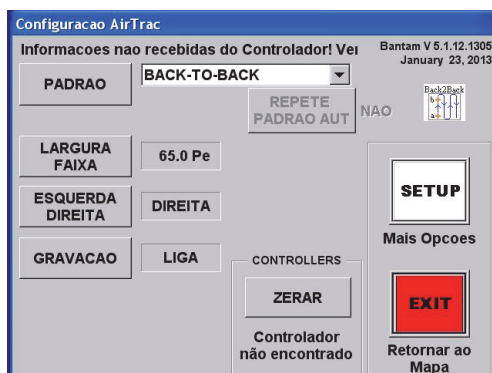 Configuracao AirTrac
Informacoes nao recebidas do Controlador! Ver
Bantam V 5.1.12.1305
January 23, 2013
PADRAO
BACK-TO-BACK
REPETE
PADRAO AUT
NAO
Back2Back
b
a
LARGURA
FAIXA
65.0 Pe
ESQUERDA
DIREITA
DIREITA
GRAVACAO
LIGA
SETUP
Mais Opcoes
CONTROLLERS
ZERAR
Controlador
não encontrado
EXIT
Retornar ao
Mapa